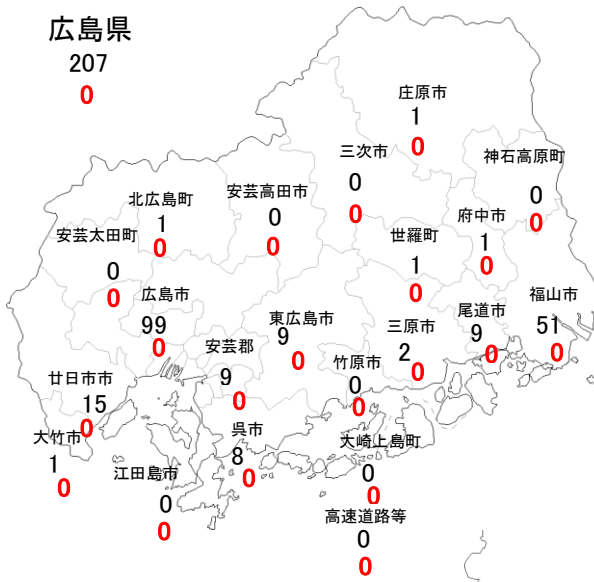 広島県
207
0
庄原市
1
0
三次市
0
0
神石高原町
0
0
北広島町
1
0
安芸高田市
0
0
府中市
1
0
安芸太田町
0
0
世羅町
1
0
広島市
99
0
東広島市
9
0
三原市
2
0
尾道市
9
0
福山市
51
0
安芸郡
9
0
竹原市
0
0
廿日市市
15
0
大竹市
1
0
呉市
8
0
大崎上島町
0
0
江田島市
0
0
高速道路等
0
0